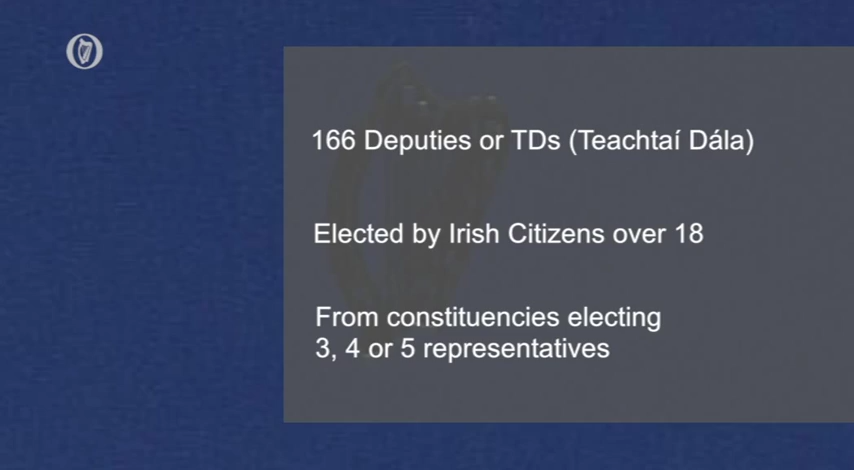 166 Deputies or TDs (Teachtaí Dála)
Elected by Irish Citizens over 18
From constituencies electing
3, 4 or 5 representatives